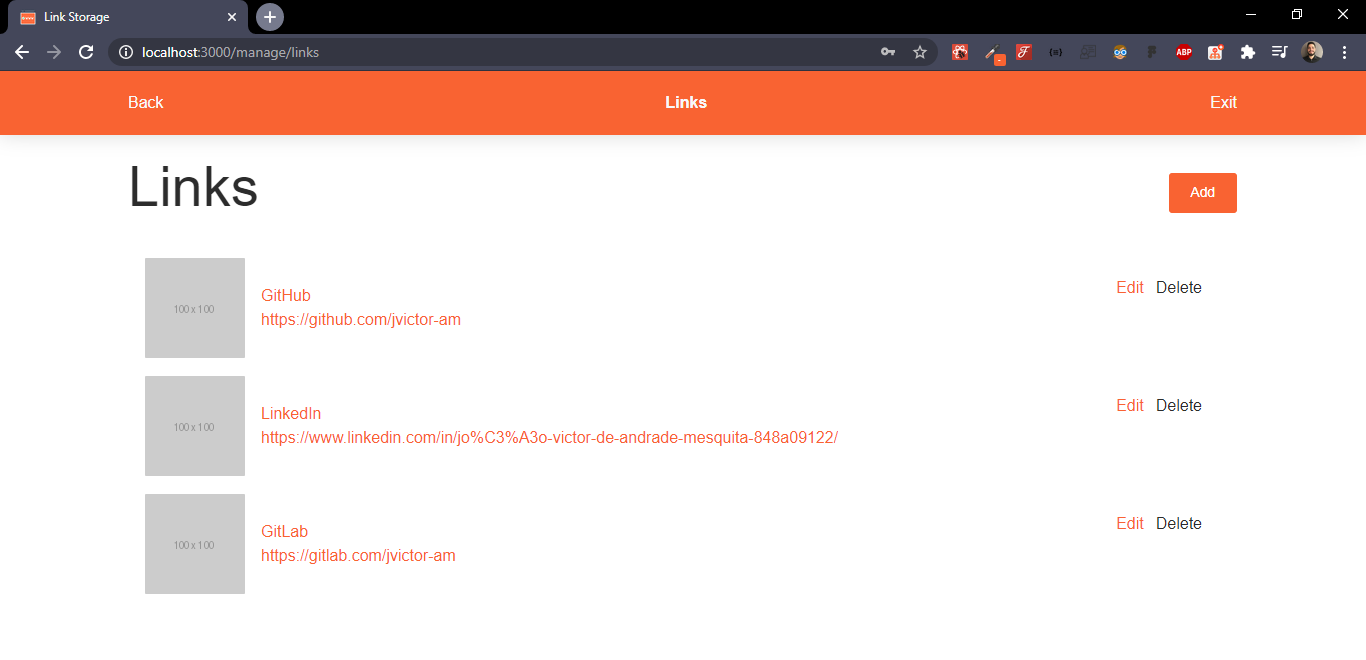 Link Storage
localhost:3000/manage/links
ABP
Back Links Exit
Links
Add
100 x 100
GitHub
https://github.com/jvictor-am
Edit Delete
100 x 100
LinkedIn
https://www.linkedin.com/in/jo%C3%A3o-victor-de-andrade-mesquita-848a09122/
Edit Delete
100 x 100
GitLab
https://gitlab.com/jvictor-am
Edit Delete